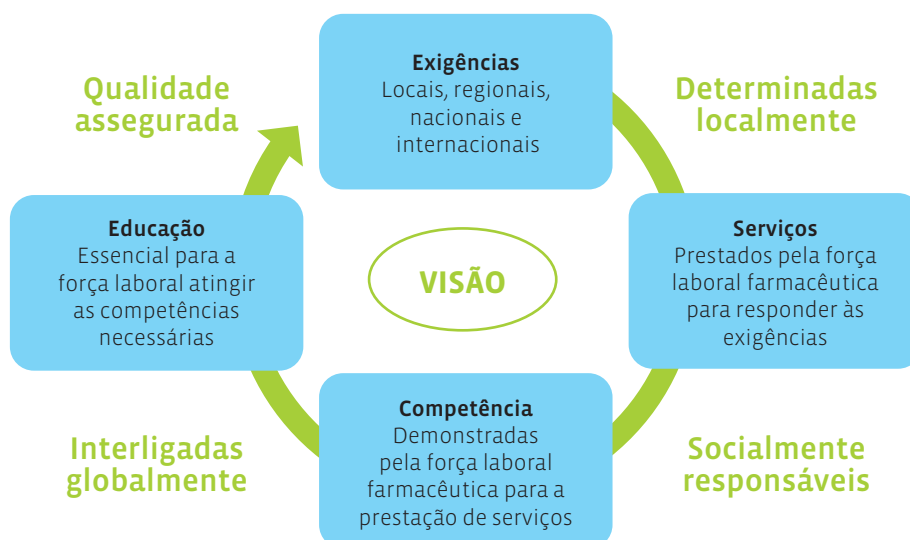 Exigências
Locais, regionais,
nacionais e
internacionais
Qualidade
assegurada
Determinadas
localmente
Educação
Essencial para a
força laboral atingir
as competências
necessárias
VISÃO
Serviços
Prestados pela força
laboral farmacêutica
para responder às
exigências
Competência
Demonstradas
pela força laboral
farmacêutica para a
prestação de serviços
Interligadas
globalmente
Socialmente
responsáveis